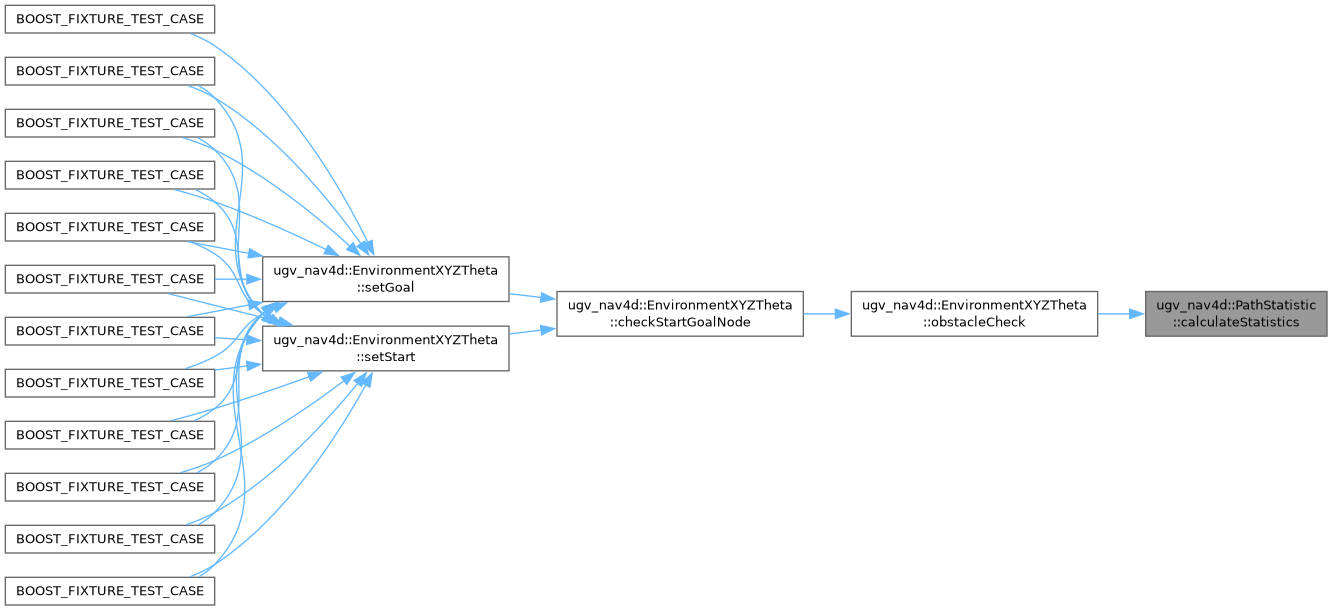 BOOST_FIXTURE_TEST_CASE
BOOST_FIXTURE_TEST_CASE
BOOST_FIXTURE_TEST_CASE
BOOST_FIXTURE_TEST_CASE
BOOST_FIXTURE_TEST_CASE
BOOST_FIXTURE_TEST_CASE
BOOST_FIXTURE_TEST_CASE
BOOST_FIXTURE_TEST_CASE
BOOST_FIXTURE_TEST_CASE
BOOST_FIXTURE_TEST_CASE
BOOST_FIXTURE_TEST_CASE
BOOST_FIXTURE_TEST_CASE
ugv_nav4d::EnvironmentXYZTheta
::setGoal
ugv_nav4d::EnvironmentXYZTheta
::setStart
ugv_nav4d::EnvironmentXYZTheta
::checkStartGoalNode
ugv_nav4d::EnvironmentXYZTheta
::obstacleCheck
ugv_nav4d::PathStatistic
::calculateStatistics